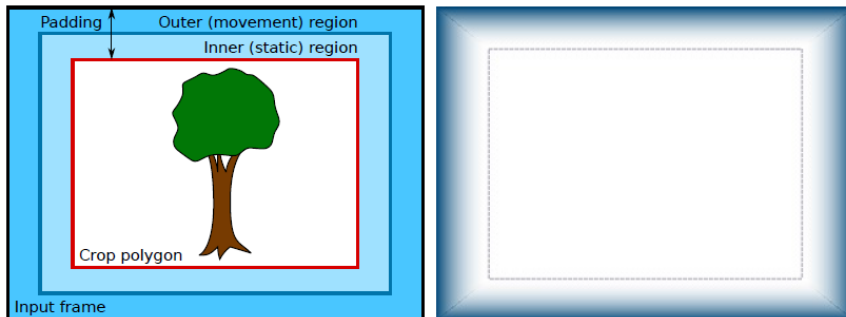 Padding
Outer (movement) region
Inner (static) region
Crop polygon
Input frame